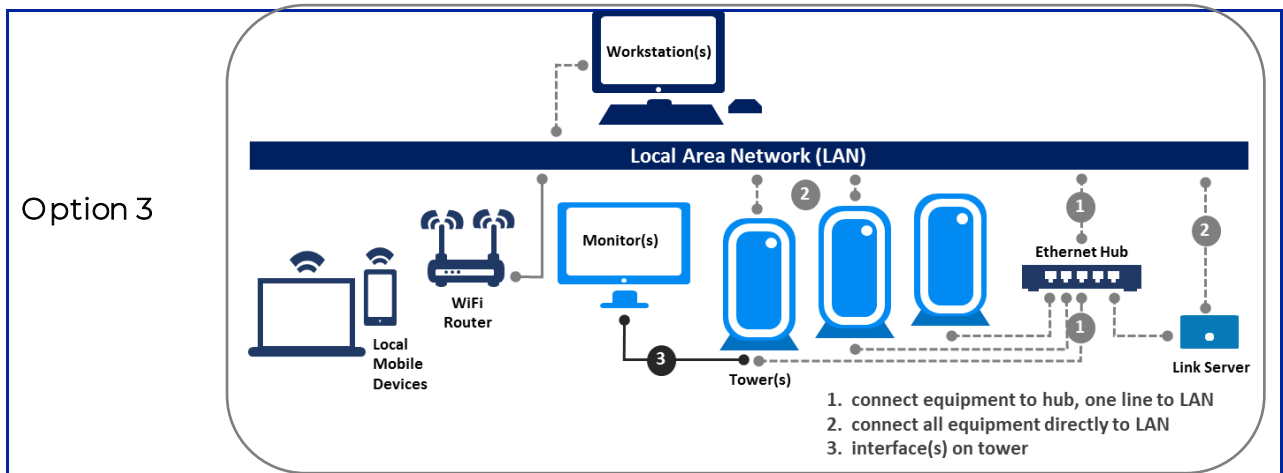 Option 3
Workstation(s)
Local Area Network (LAN)
2
1
2
Monitor(s)
Ethernet Hub
WiFi
Router
Local
Mobile
Devices
1
3
Tower(s)
Link Server
1. connect equipment to hub, one line to LAN
2. connect all equipment directly to LAN
3. interface(s) on tower